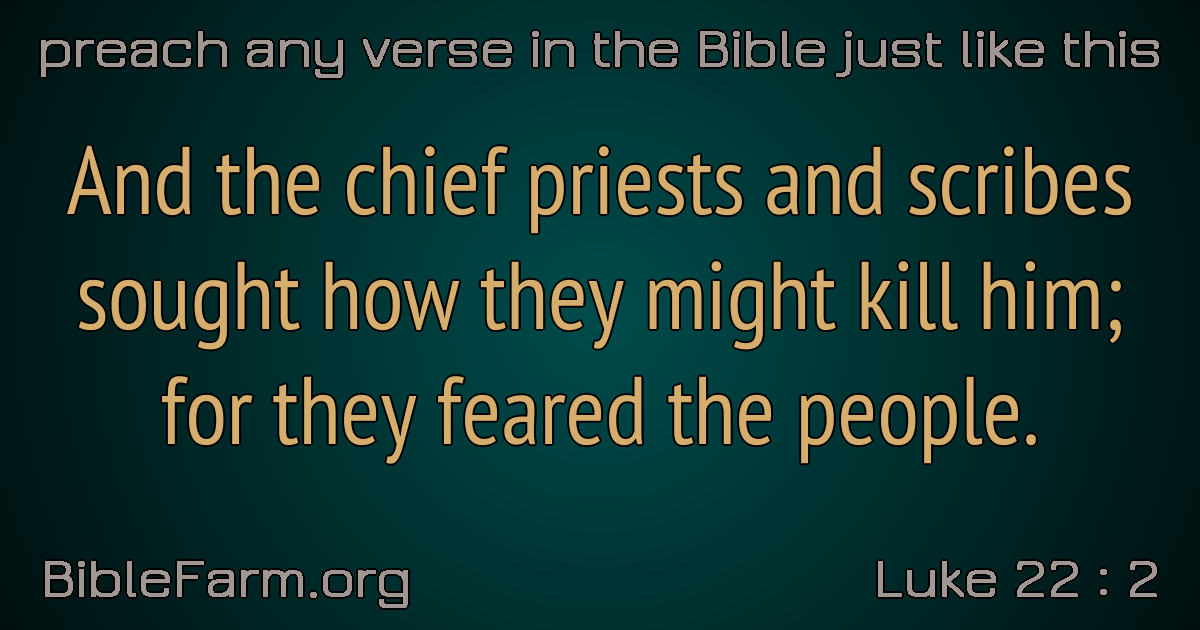 preach any verse in the Bible just like this
And the chief priests and scribes
sought how they might kill him;
for they feared the people.
BibleFarm.org
Luke 22 : 2